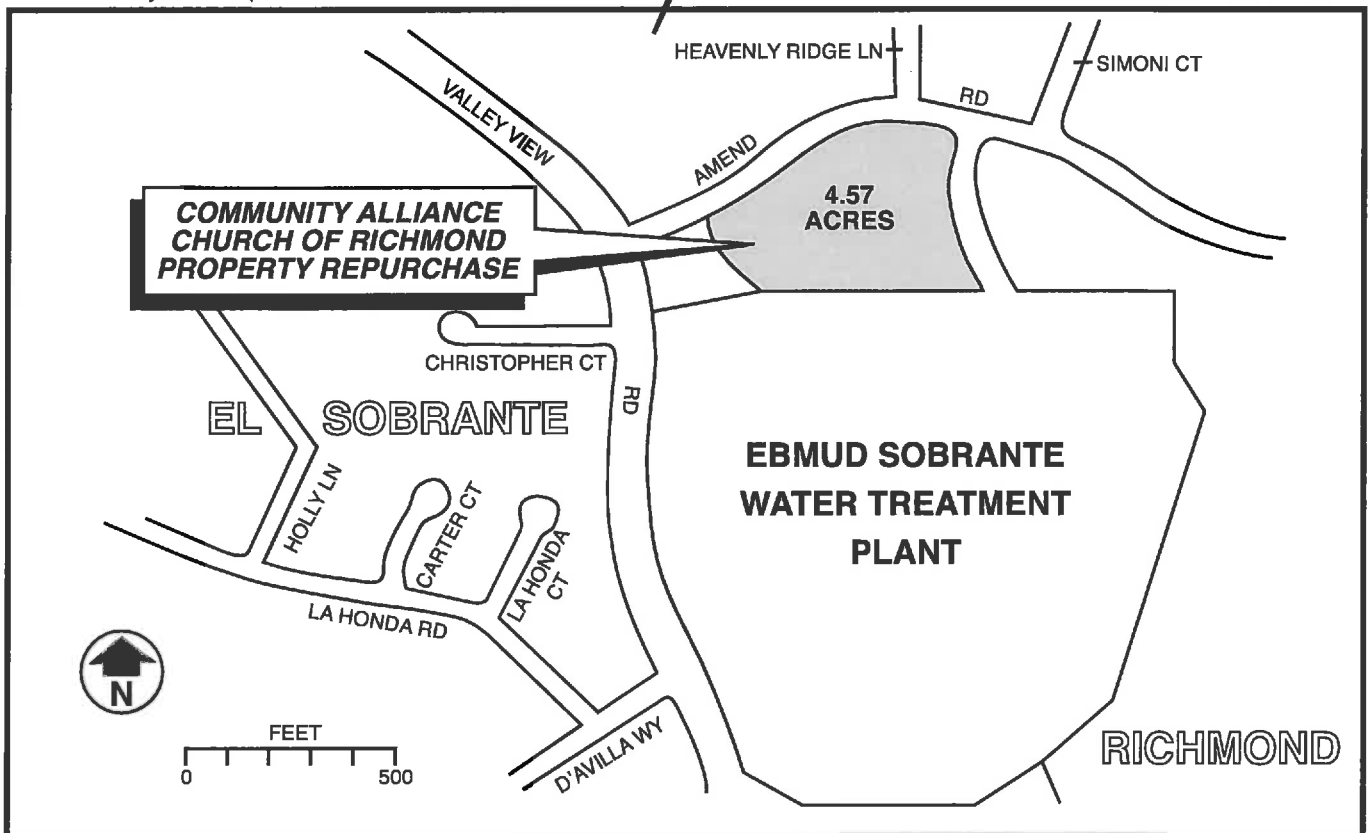 HEAVENLY RIDGE LN
SIMONI CT
RD
VALLEY VIEW
AMEND
4.57
ACRES
COMMUNITY ALLIANCE
CHURCH OF RICHMOND
PROPERTY REPURCHASE
CHRISTOPHER CT
RD
EL SOBRANTE
EBMUD SOBRANTE
WATER TREATMENT
PLANT
HOLLY LN
CARTER CT
LA HONDA
CT
LA HONDA RD
N
FEET
0 500
D'AVILLA WY
RICHMOND